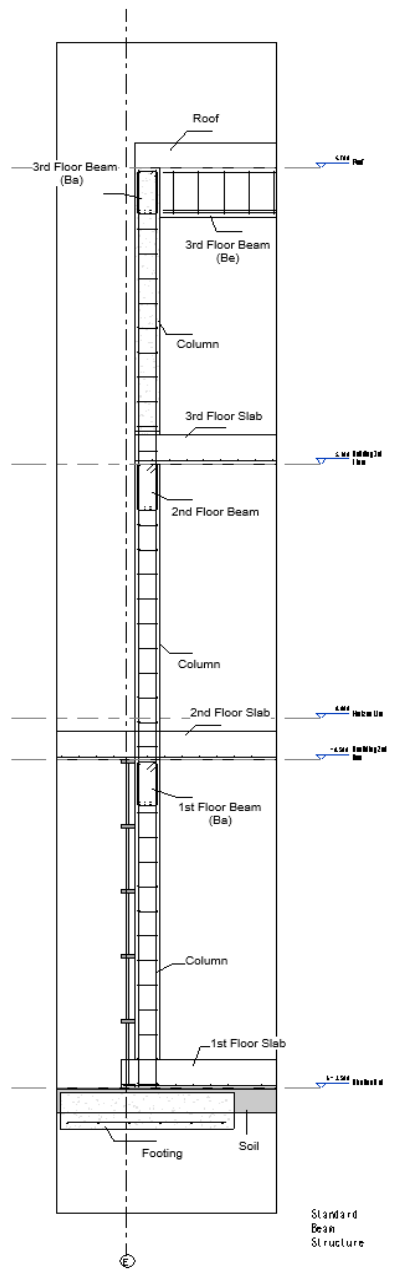 Roof
3rd Floor Beam
(Ba)
Roof
3rd Floor Beam
(Be)
Column
3rd Floor Slab
2nd Floor Beam
Column
2nd Floor Slab
1st Floor Beam
(Ba)
Column
1st Floor Slab
Soil
Footing
Standard
Beam
Structure
E